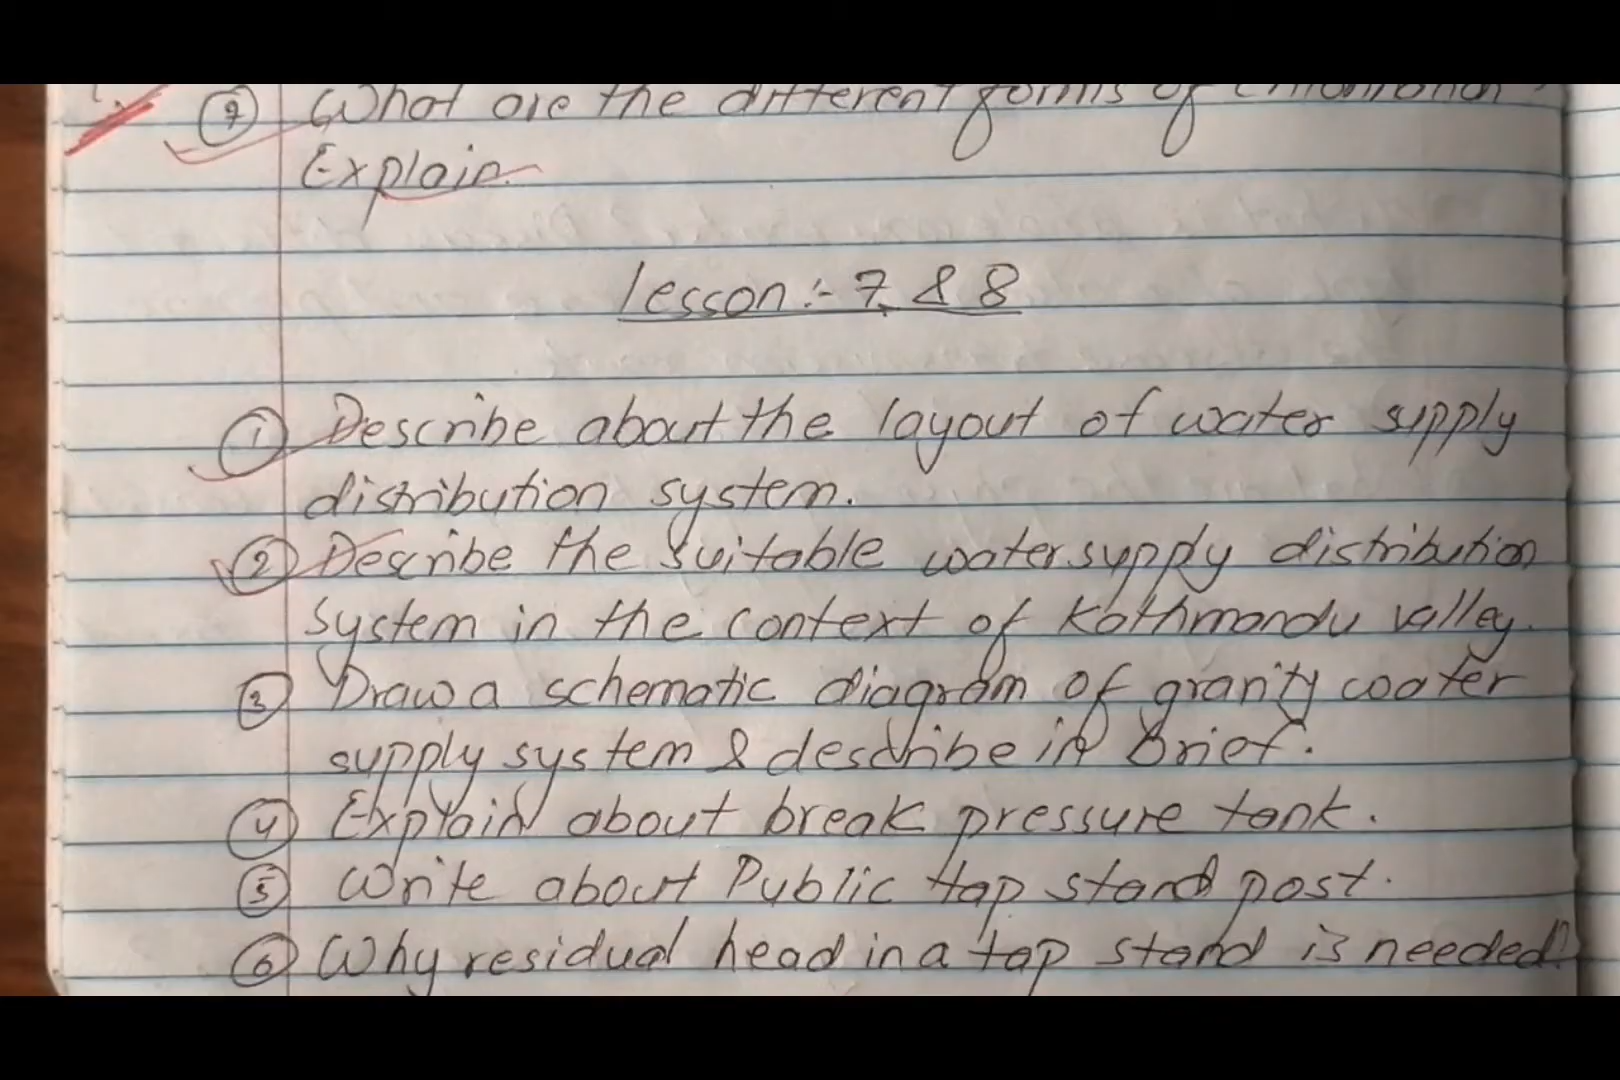 ⑦ What are the different forms of chlorination?
Explain.
lesson:- 7 & 8
① Describe about the layout of water supply
distribution system.
② Describe the suitable water supply distribution
system in the context of Kathmandu valley.
③ Draw a schematic diagram of gravity water
supply system & describe in brief.
④ Explain about break pressure tank.
⑤ Write about Public tap stand post.
⑥ Why residual head in a tap stand is needed?